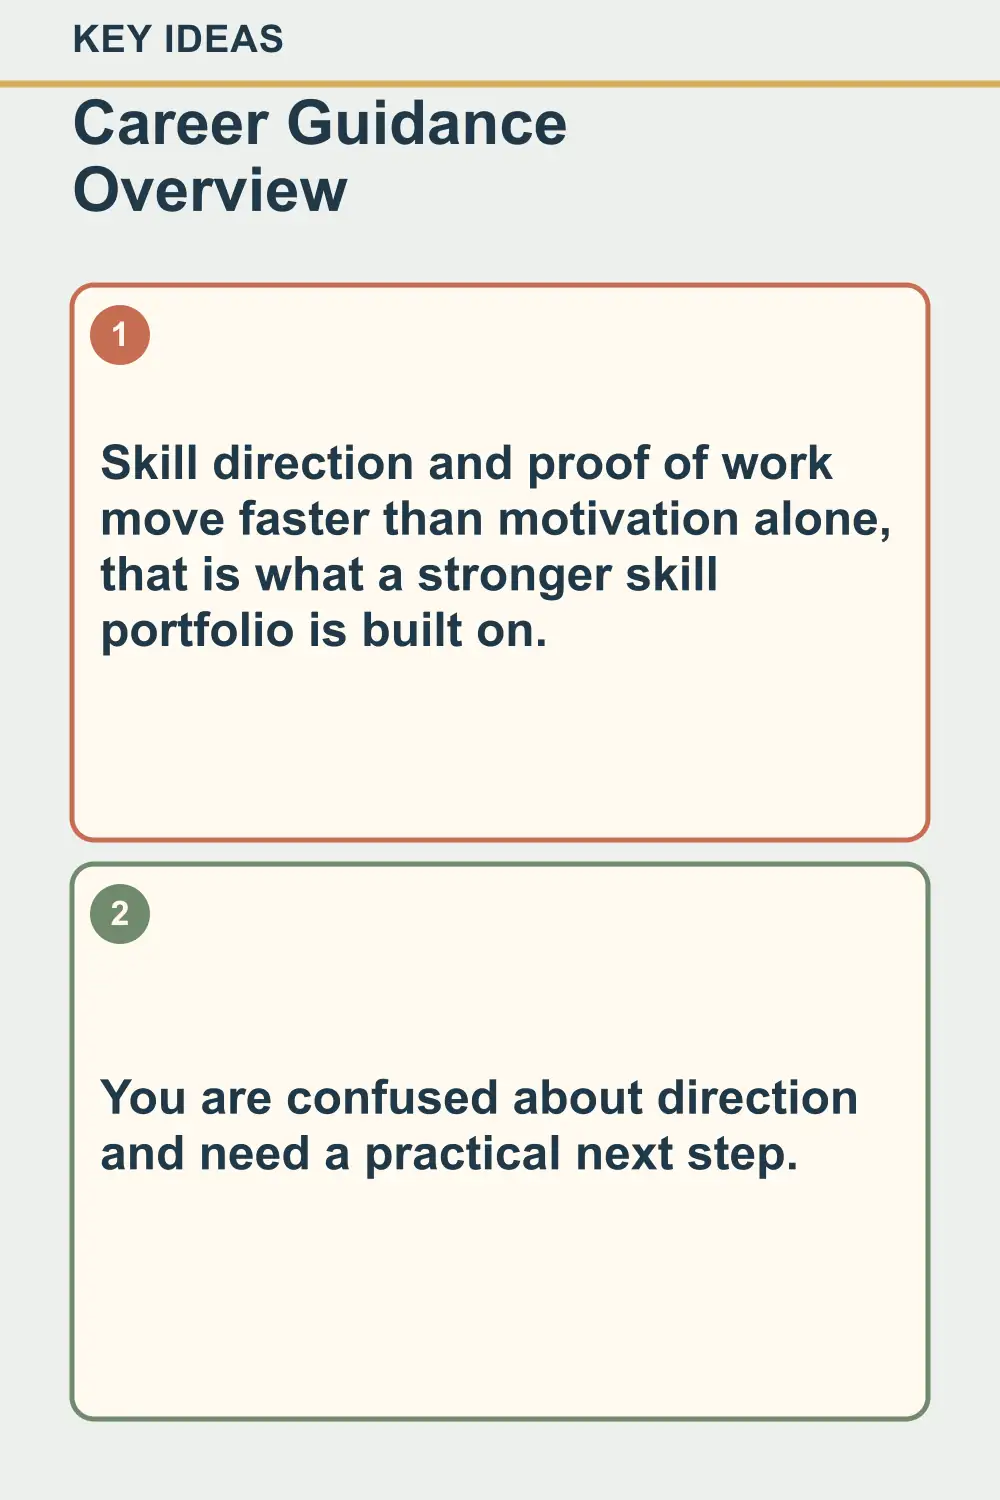 KEY IDEAS
Career Guidance
Overview
1
Skill direction and proof of work
move faster than motivation alone,
that is what a stronger skill
portfolio is built on.
2
You are confused about direction
and need a practical next step.